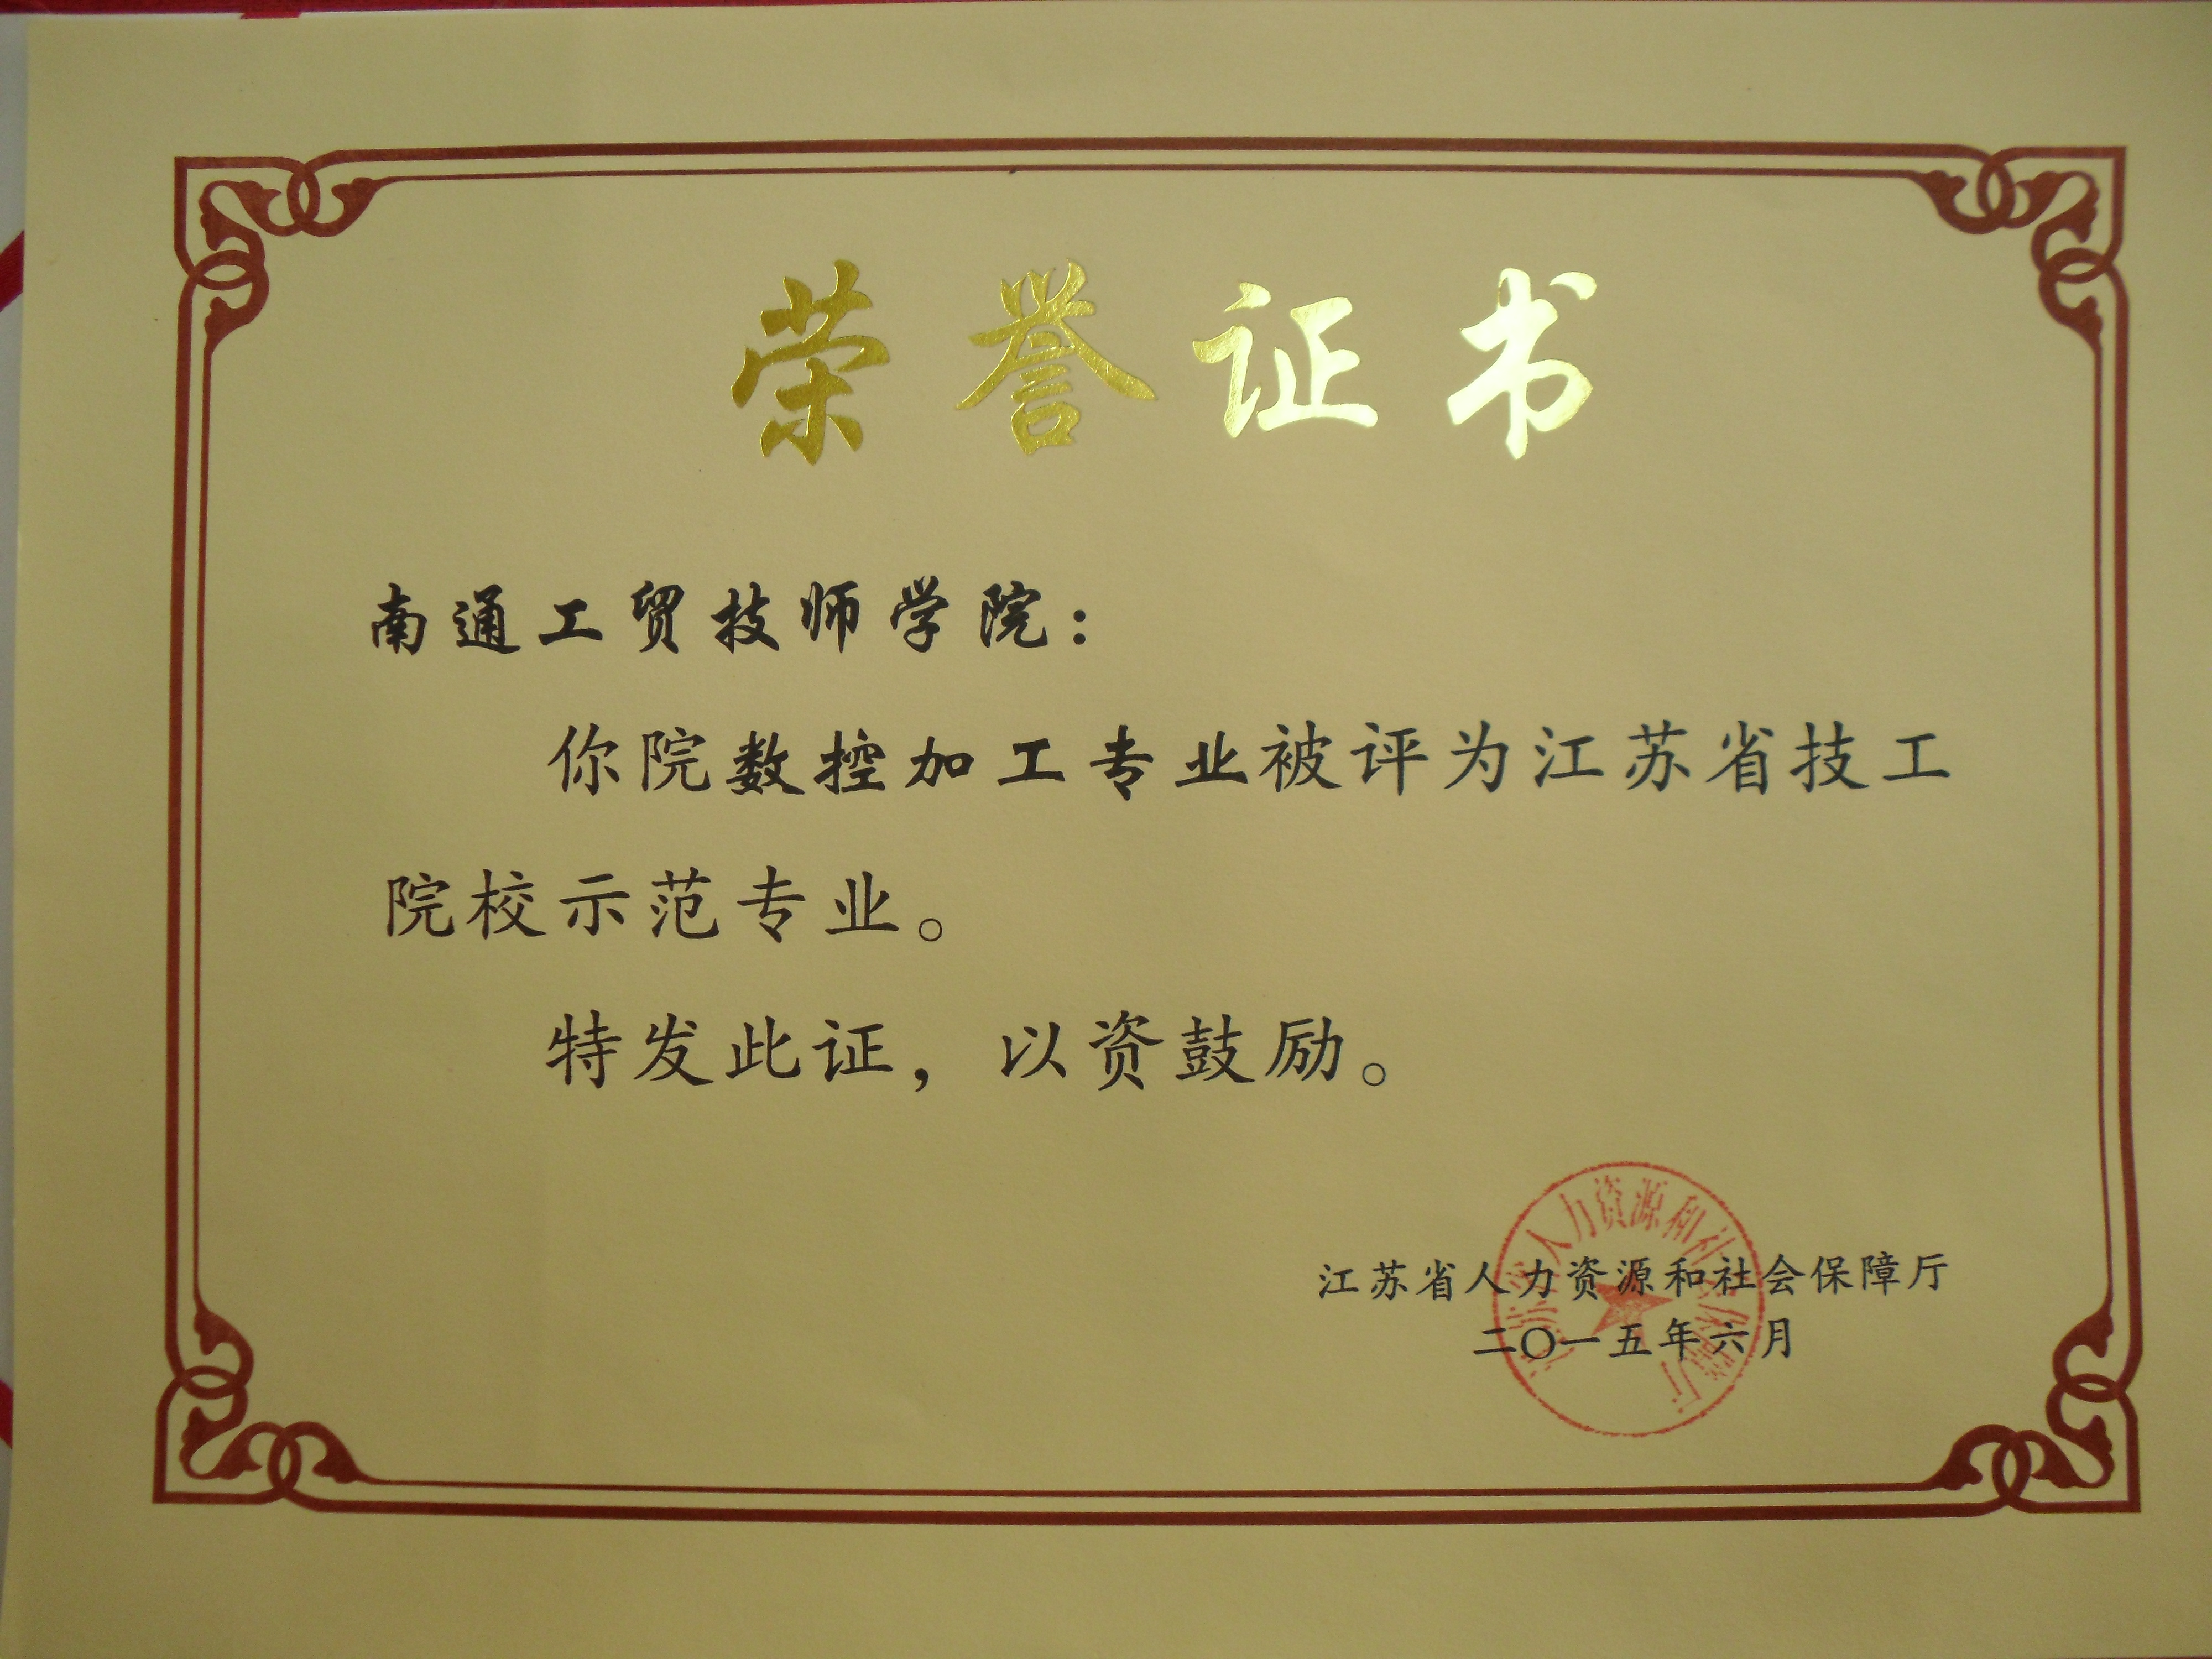 荣誉证书
南通工贸技师学院：
你院数控加工专业被评为江苏省技工
院校示范专业。
特发此证，以资鼓励。
江苏省人力资源和社会保障厅
二〇一五年六月